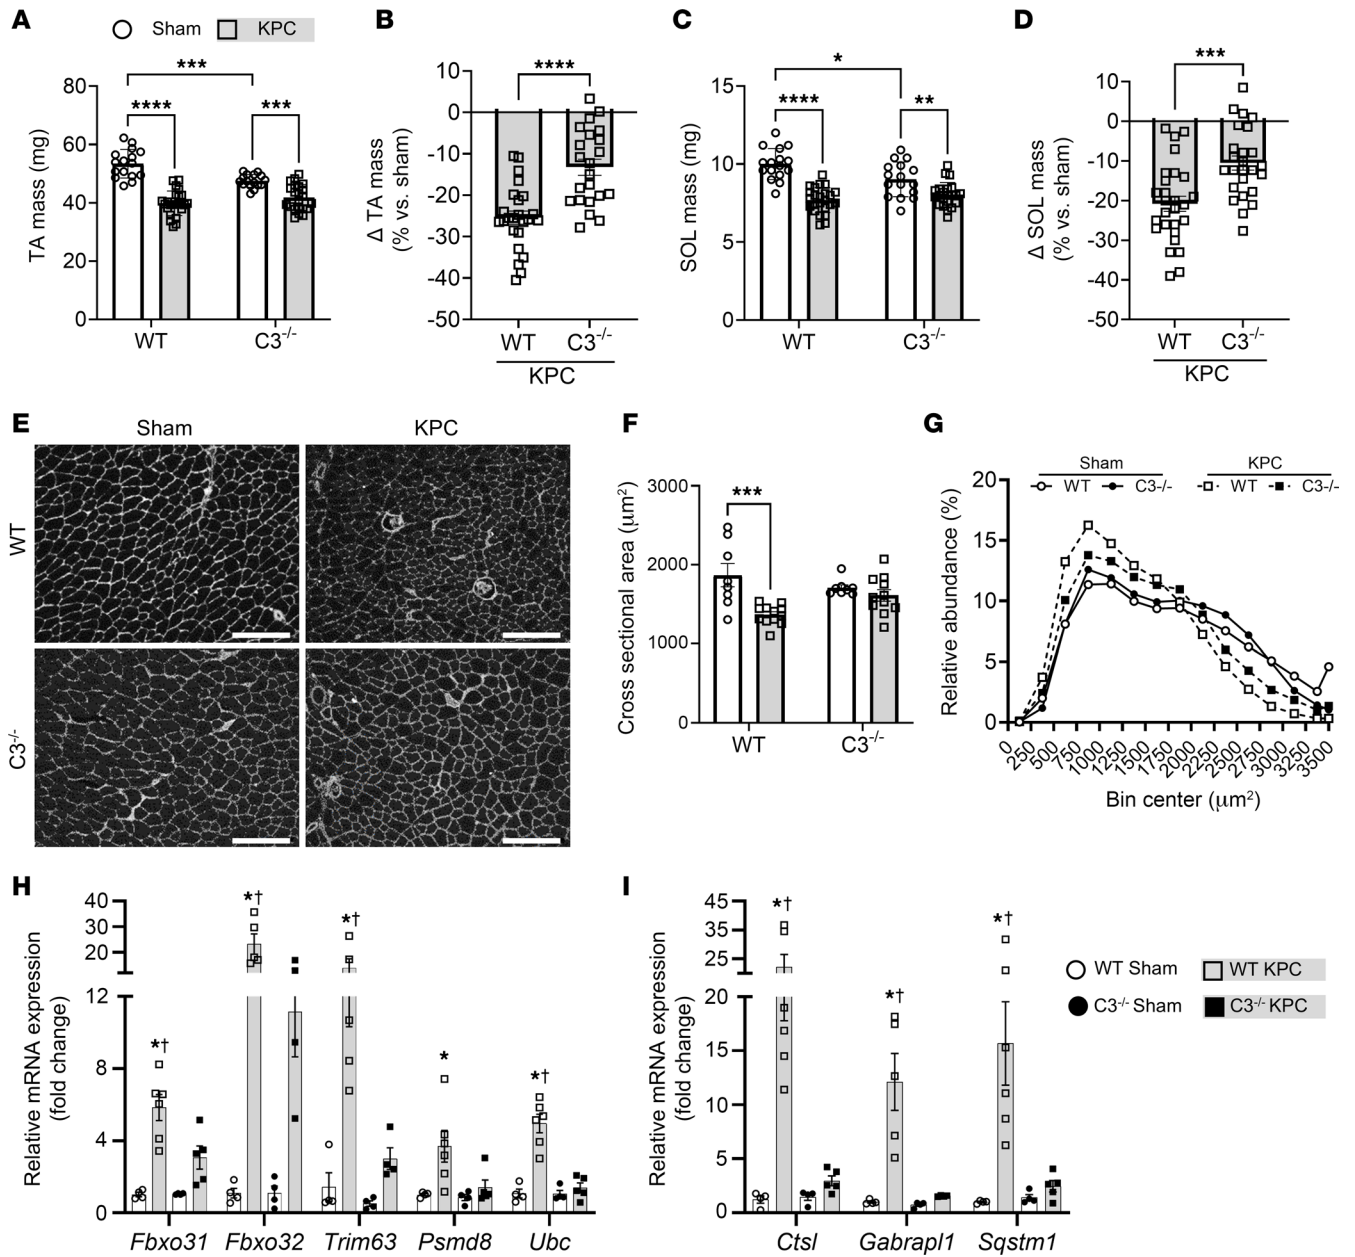 A
Sham KPC
TA mass (mg)
80
60
40
20
0
***
****
***
WT C3-/-
B
Δ TA mass
(% vs. sham)
10
0
-10
-20
-30
-40
-50
****
WT C3-/-
KPC
C
SOL mass (mg)
15
10
5
0
*
****
**
WT C3-/-
D
Δ SOL mass
(% vs. sham)
10
0
-10
-20
-30
-40
-50
***
WT C3-/-
KPC
E
Sham KPC
WT
C3-/-
F
Cross sectional area (μm2)
3000
2000
1000
0
***
WT C3-/-
G
Relative abundance (%)
20
15
10
5
0
Sham KPC
WT C3-/- WT C3-/-
0 250 500 750 1000 1250 1500 1750 2000 2250 2500 2750 3000 3250 3500
Bin center (μm2)
H
Relative mRNA expression
(fold change)
40
30
20
12
8
4
0
*†
*†
*†
*
*†
Fbxo31 Fbxo32 Trim63 Psmd8 Ubc
I
Relative mRNA expression
(fold change)
45
35
25
20
15
10
5
0
*†
*†
*†
Ctsl Gabrapl1 Sqstm1
WT Sham WT KPC
C3-/- Sham C3-/- KPC